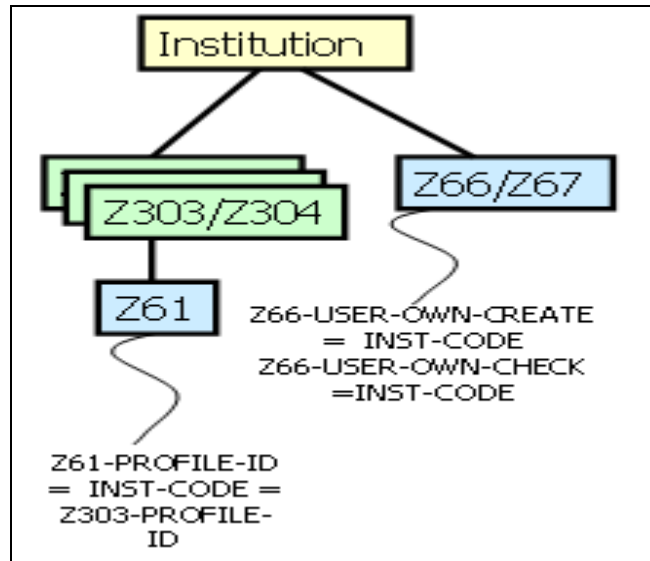 Institution
Z303/Z304
Z66/Z67
Z61
Z66-USER-OWN-CREATE
= INST-CODE
Z66-USER-OWN-CHECK
=INST-CODE
Z61-PROFILE-ID
= INST-CODE =
Z303-PROFILE-
ID